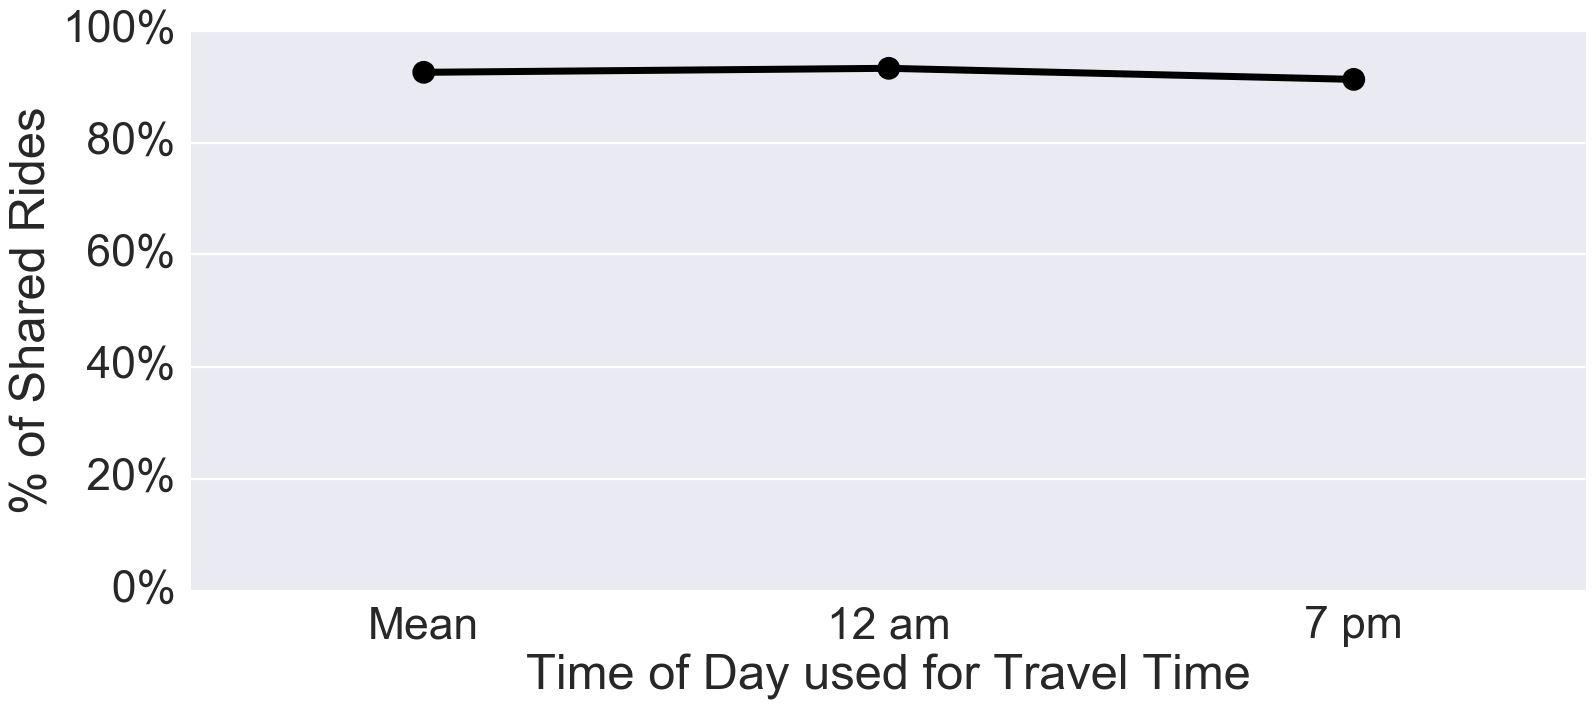 100%
80%
60%
40%
20%
0%
% of Shared Rides
Mean 12 am 7 pm
Time of Day used for Travel Time